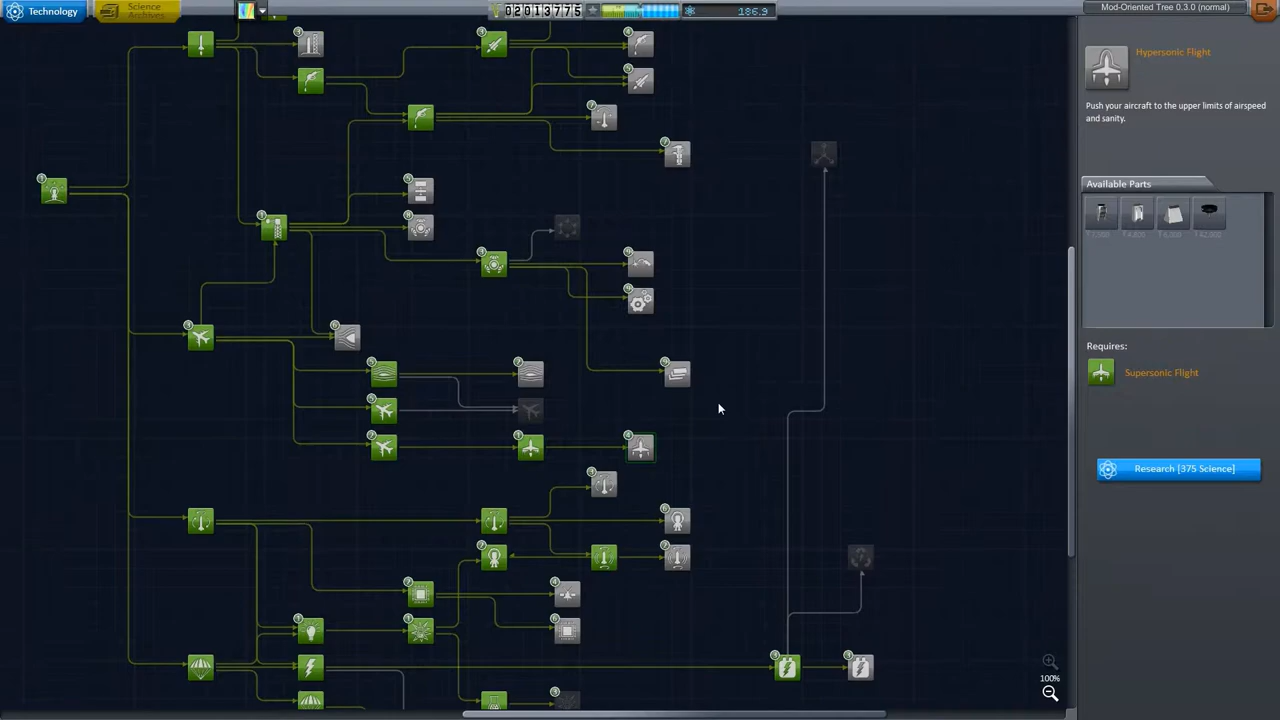 Technology
Science
Archives
02013775
186.9
Mod-Oriented Tree 0.3.0 (normal)
Hypersonic Flight
Push your aircraft to the upper limits of airspeed
and sanity.
Available Parts
Requires:
Supersonic Flight
Research [375 Science]
100%